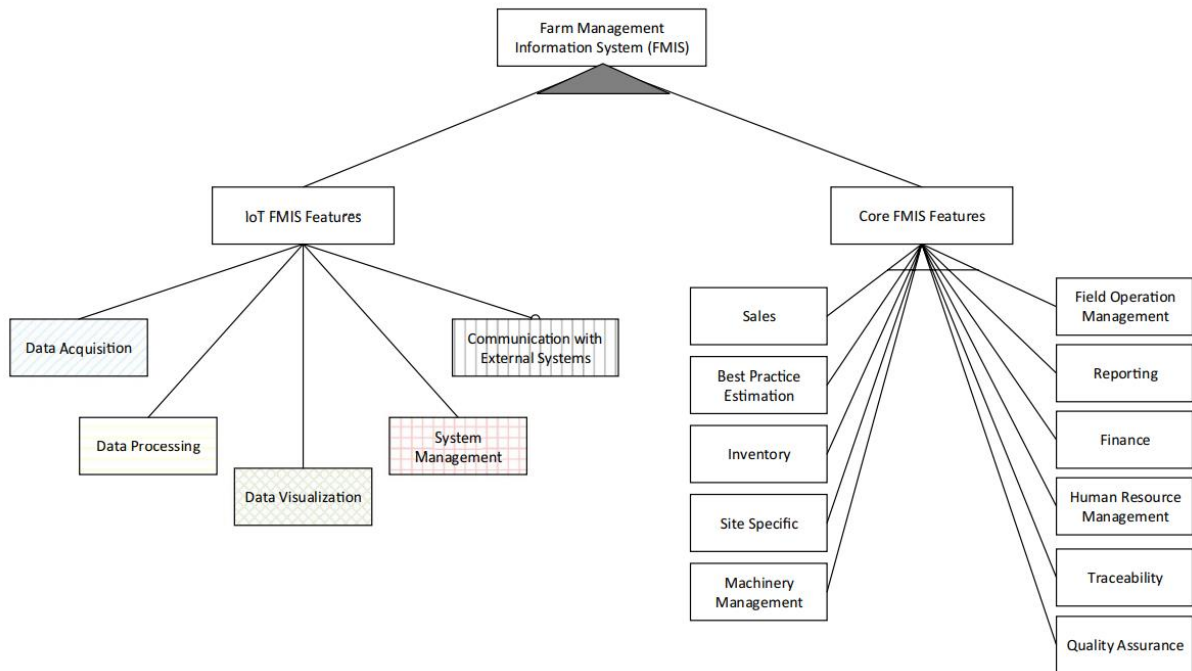 Farm Management
Information System (FMIS)
IoT FMIS Features
Core FMIS Features
Data Acquisition
Communication with
External Systems
Data Processing
System
Management
Data Visualization
Sales
Best Practice
Estimation
Inventory
Site Specific
Machinery
Management
Field Operation
Management
Reporting
Finance
Human Resource
Management
Traceability
Quality Assurance